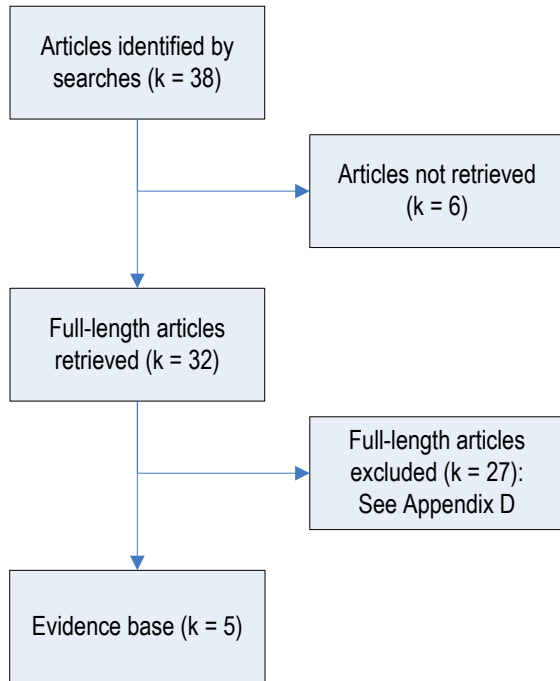 Articles identified by
searches (k = 38)
Articles not retrieved
(k = 6)
Full-length articles
retrieved (k = 32)
Full-length articles
excluded (k = 27):
See Appendix D
Evidence base (k = 5)